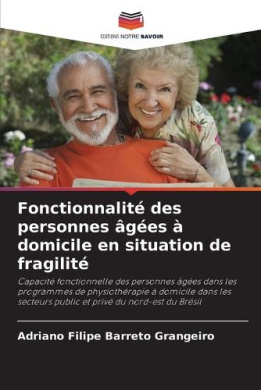 EDITIONS NOTRE SAVOIR
Fonctionnalité des
personnes âgées à
domicile en situation de
fragilité
Capacité fonctionnelle des personnes âgées dans les
programmes de physiothérapie à domicile dans les
secteurs public et privé du nord-est du Brésil
Adriano Filipe Barreto Grangeiro